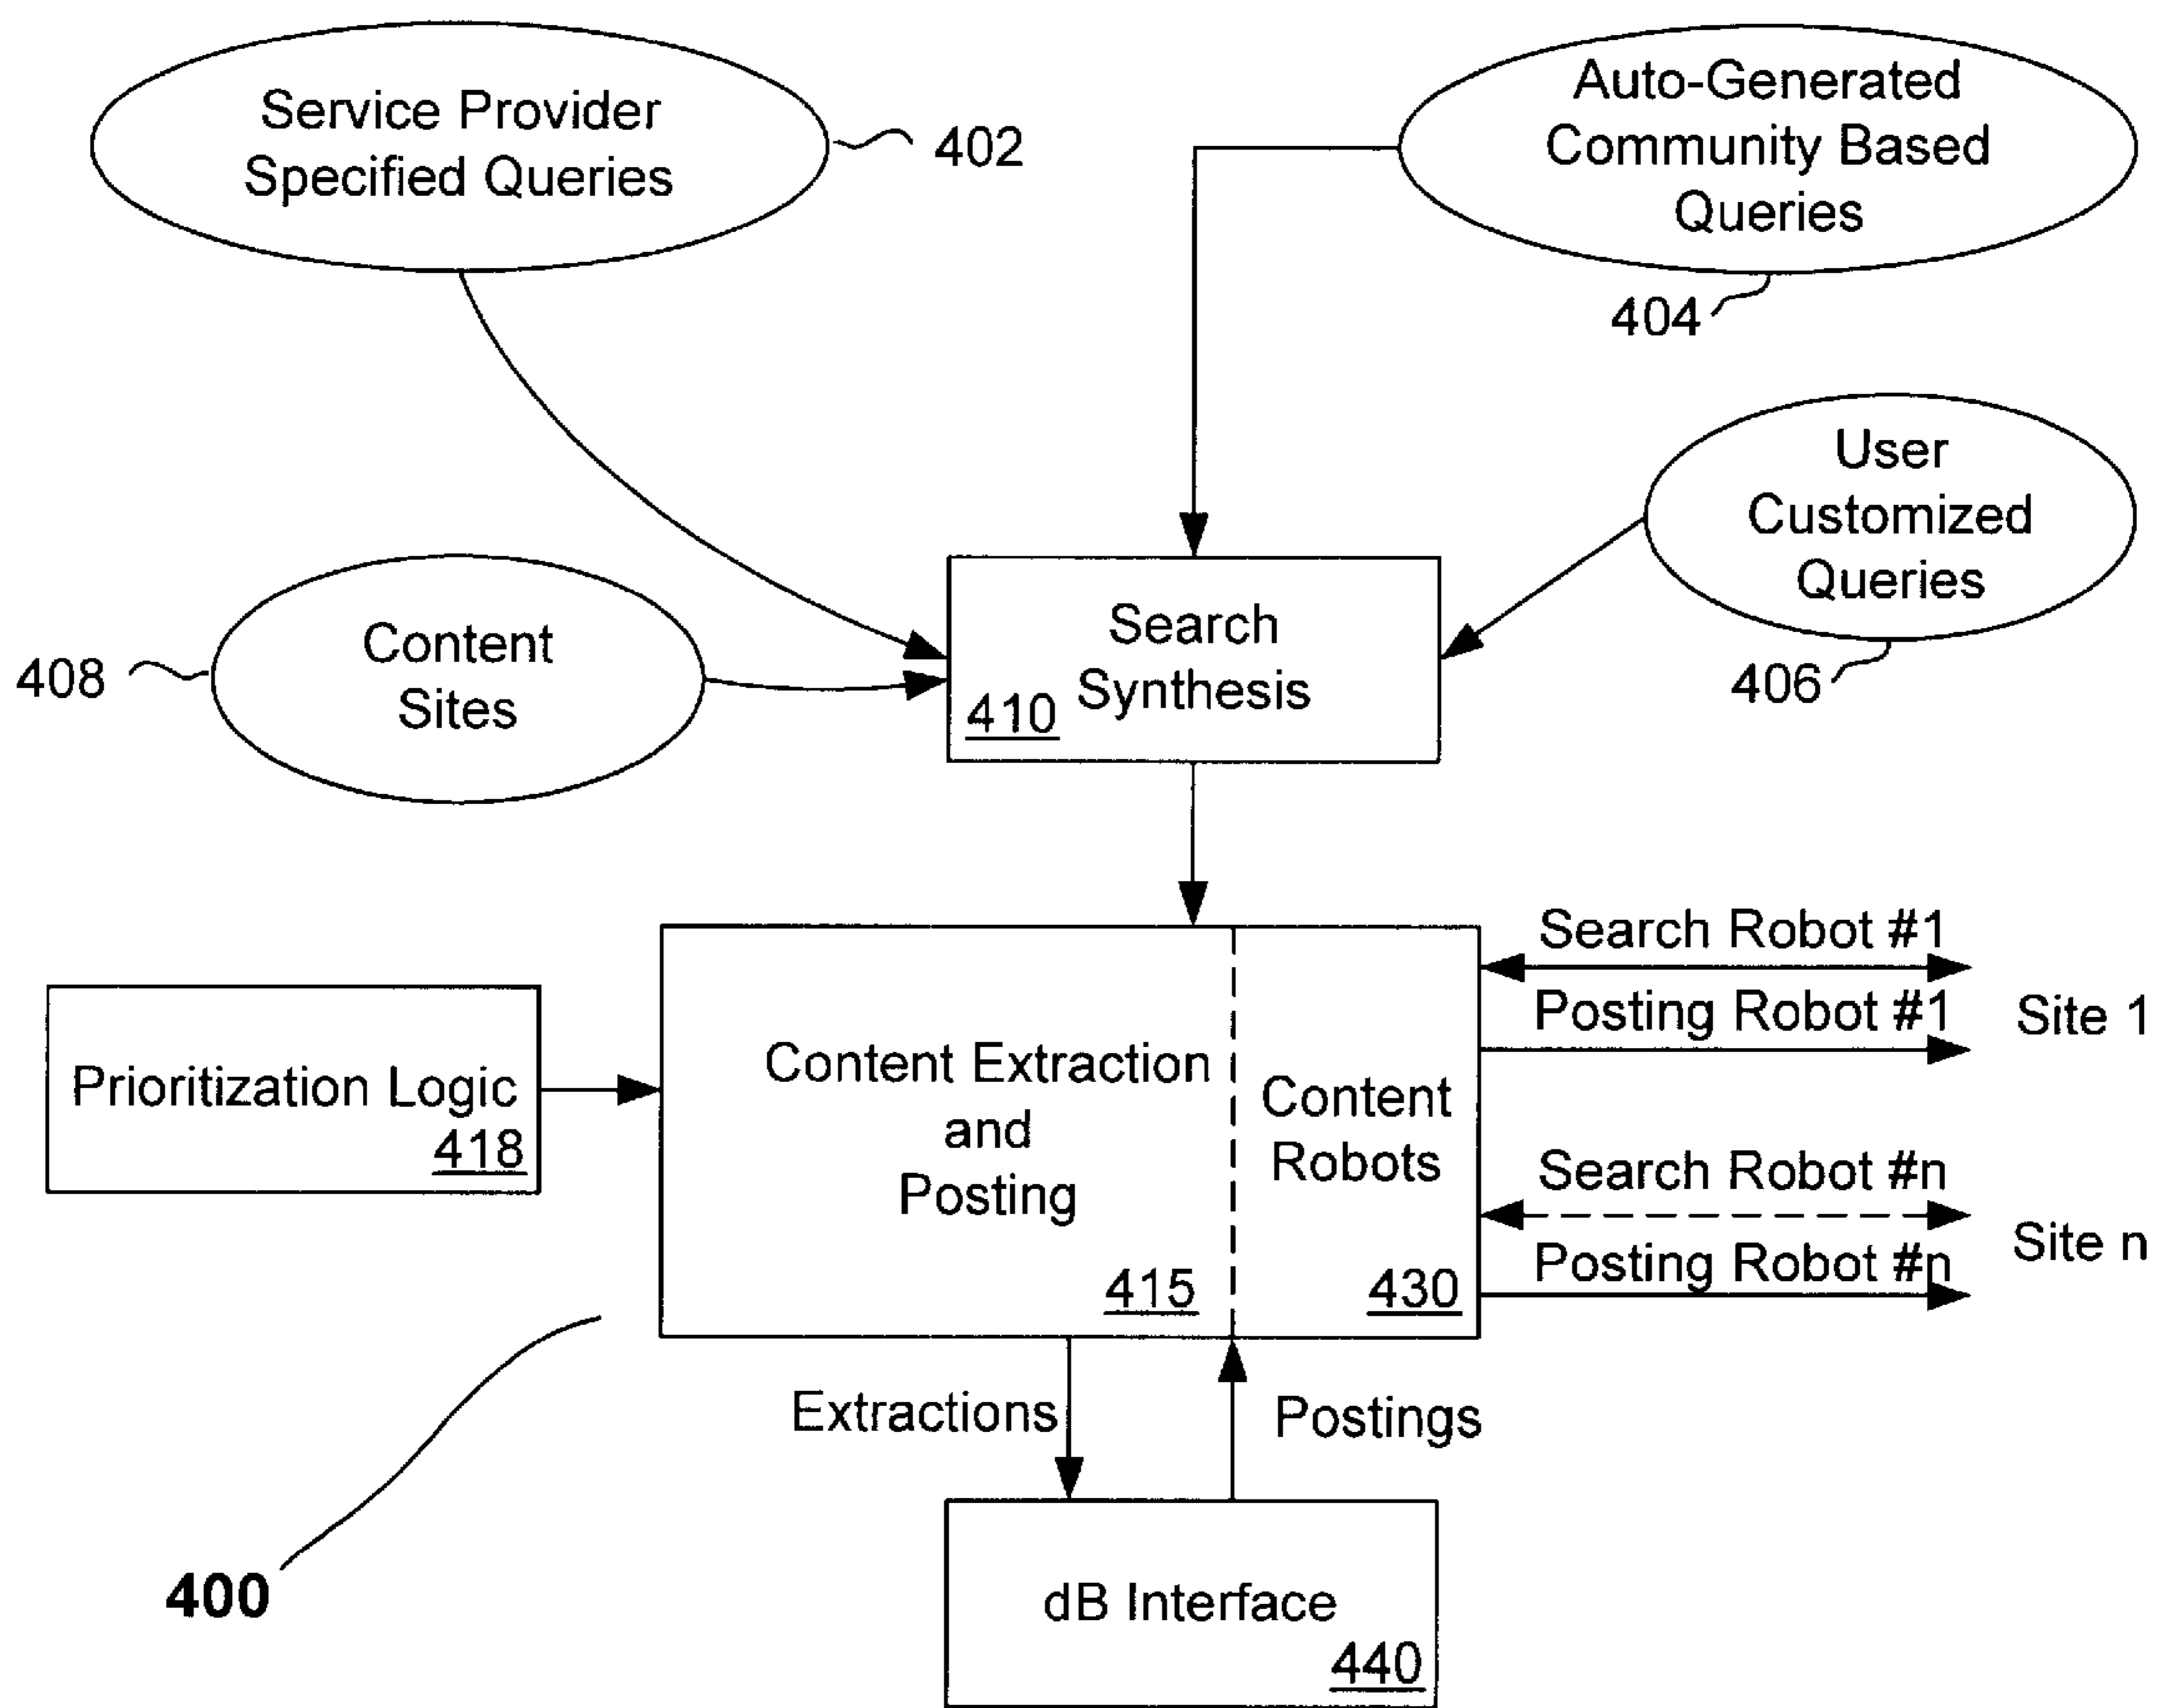 Service Provider
Specified Queries
402
Auto-Generated
Community Based
Queries
404
User
Customized
Queries
406
Content
Sites
408
Search
Synthesis
410
Prioritization Logic
418
Content Extraction
and
Posting
415
Content
Robots
430
Search Robot #1
Posting Robot #1
Site 1
Search Robot #n
Posting Robot #n
Site n
Extractions
Postings
400
dB Interface
440